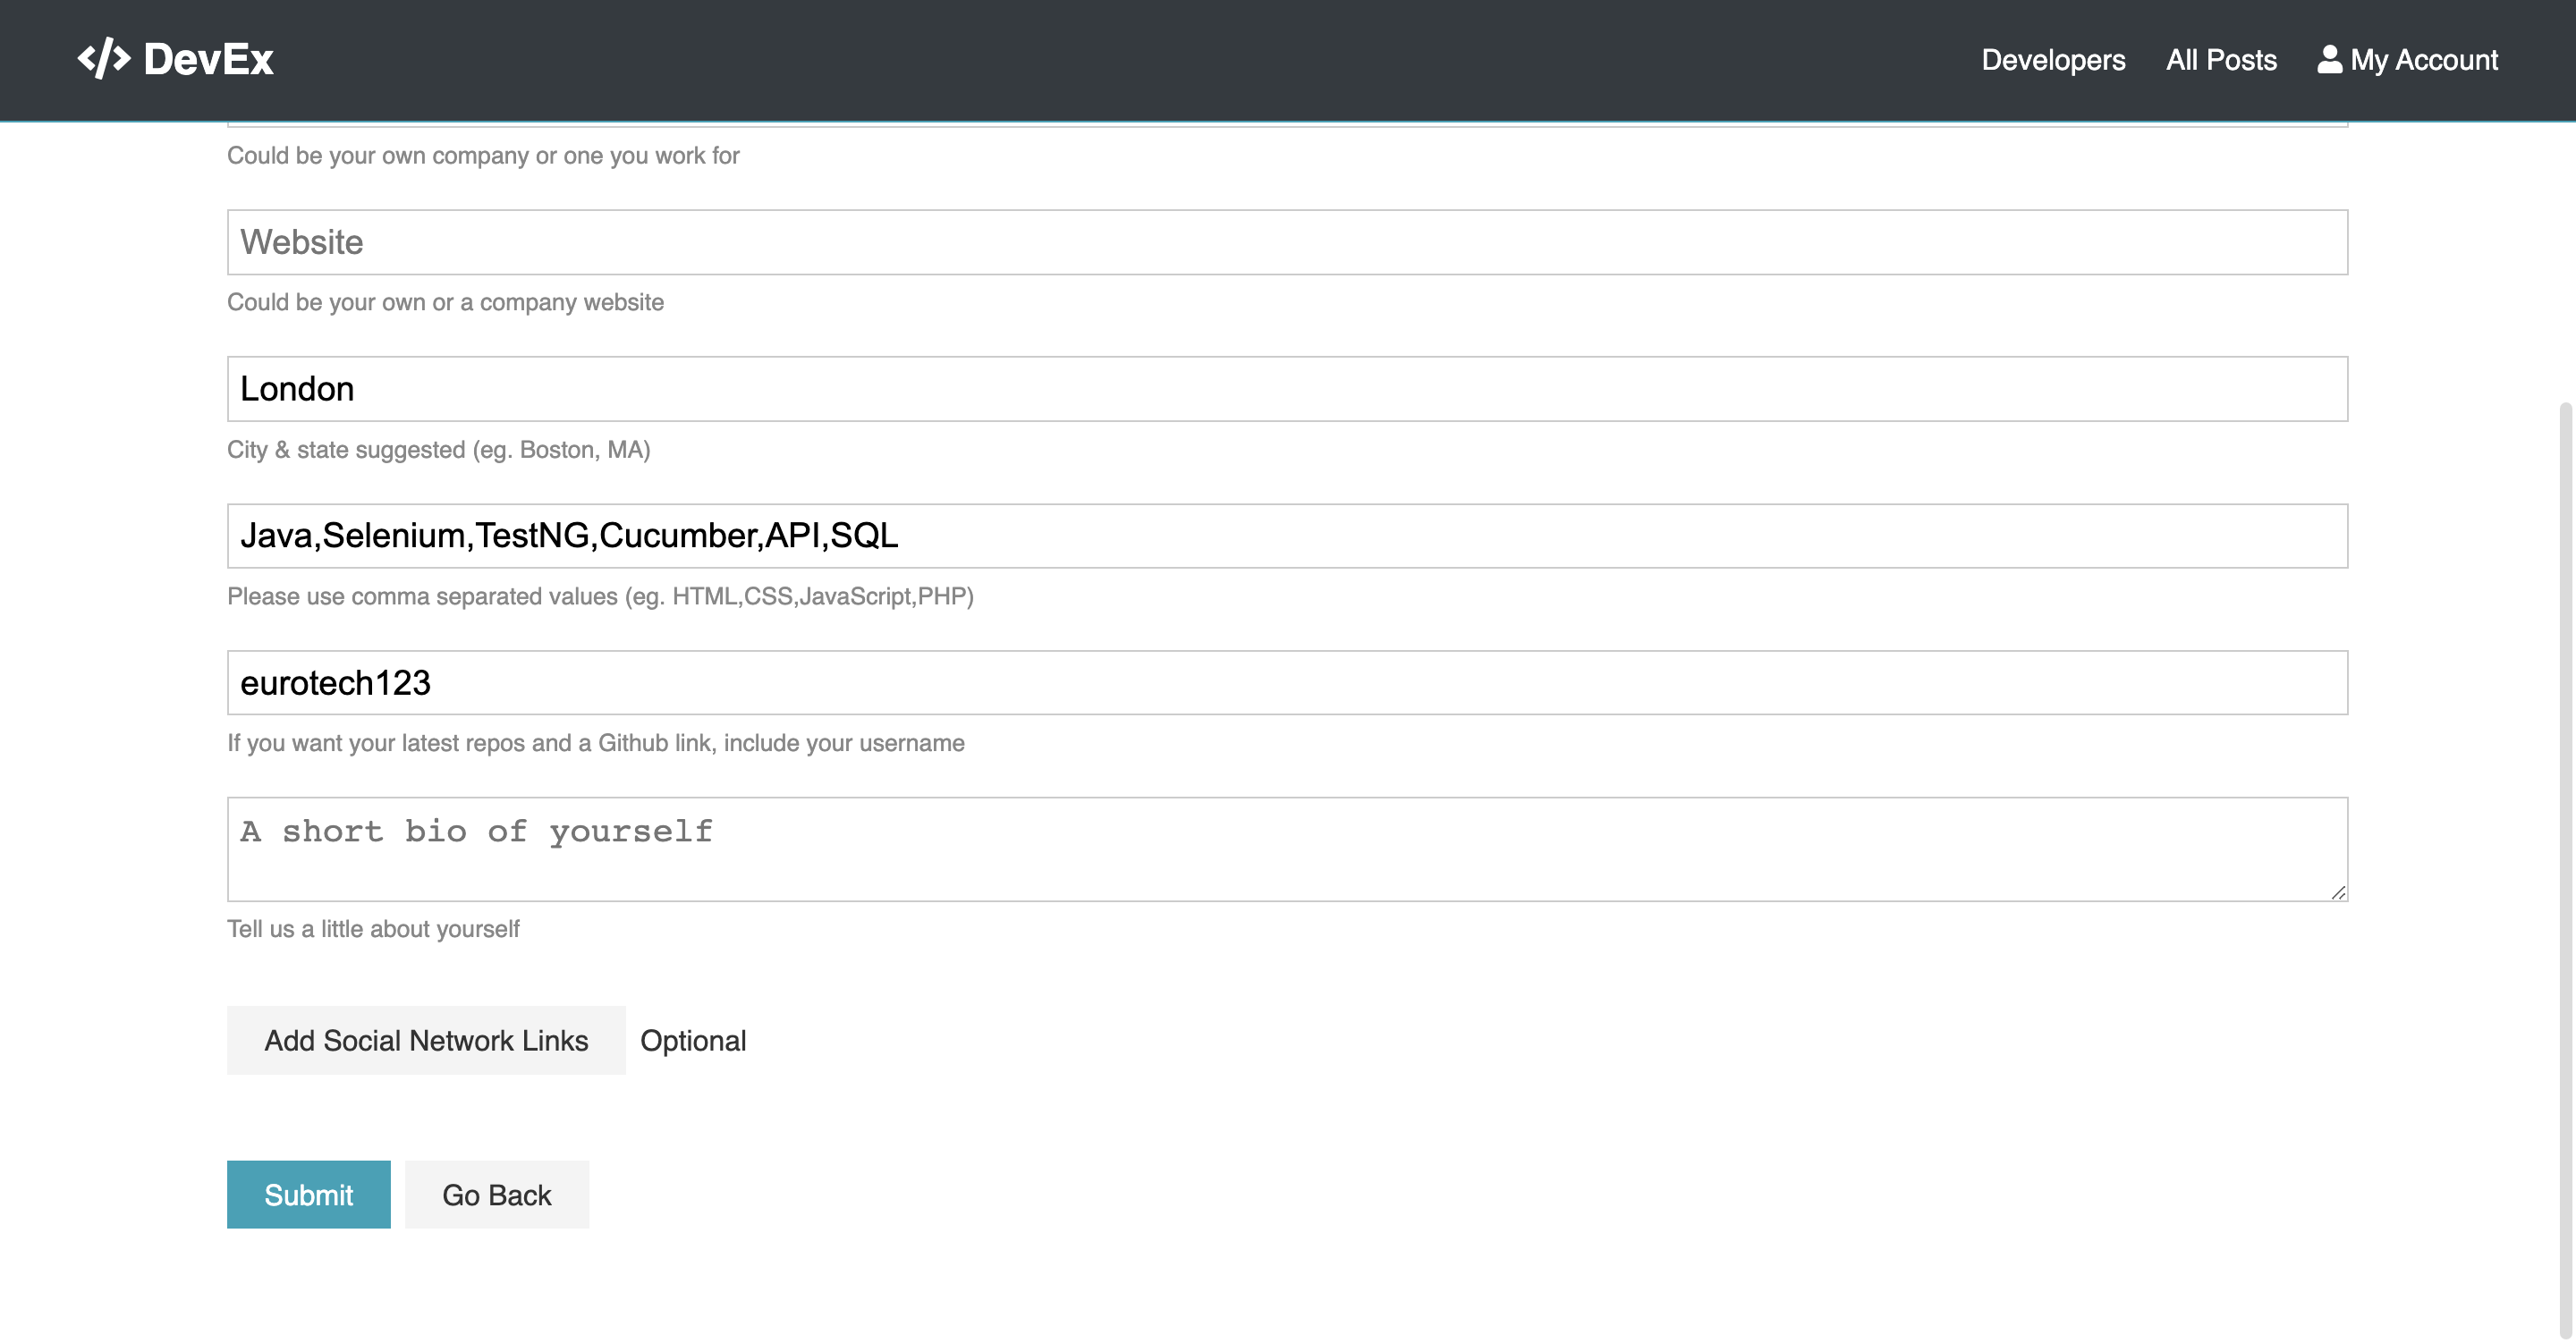 DevEx
Developers All Posts My Account
Could be your own company or one you work for
Website
Could be your own or a company website
London
City & state suggested (eg. Boston, MA)
Java,Selenium,TestNG,Cucumber,API,SQL
Please use comma separated values (eg. HTML,CSS,JavaScript,PHP)
eurotech123
If you want your latest repos and a Github link, include your username
A short bio of yourself
Tell us a little about yourself
Add Social Network Links Optional
Submit Go Back